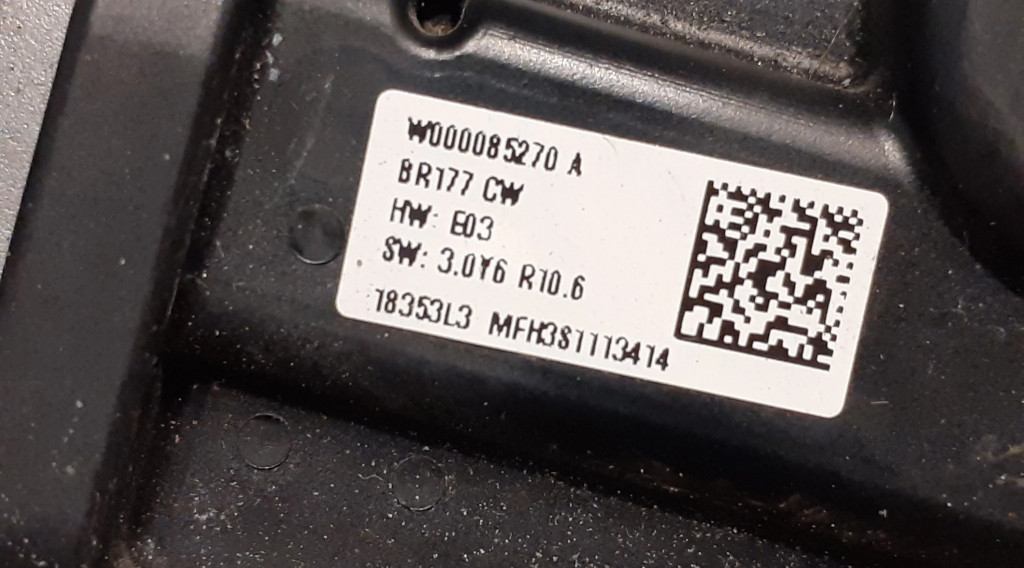 W000085270 A
BR177 CW
HW: E03
SW: 3.0Y6 R10.6
18353L3 MFH3S1113414